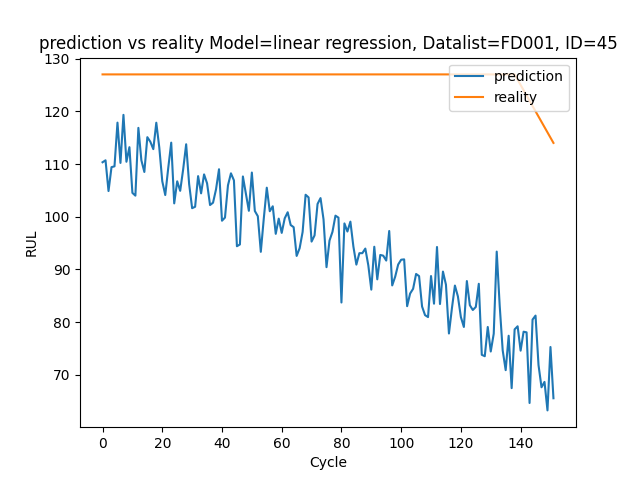 prediction vs reality Model=linear regression, Datalist=FD001, ID=45
130
120
110
100
90
80
70
RUL
0 20 40 60 80 100 120 140
Cycle
prediction
reality